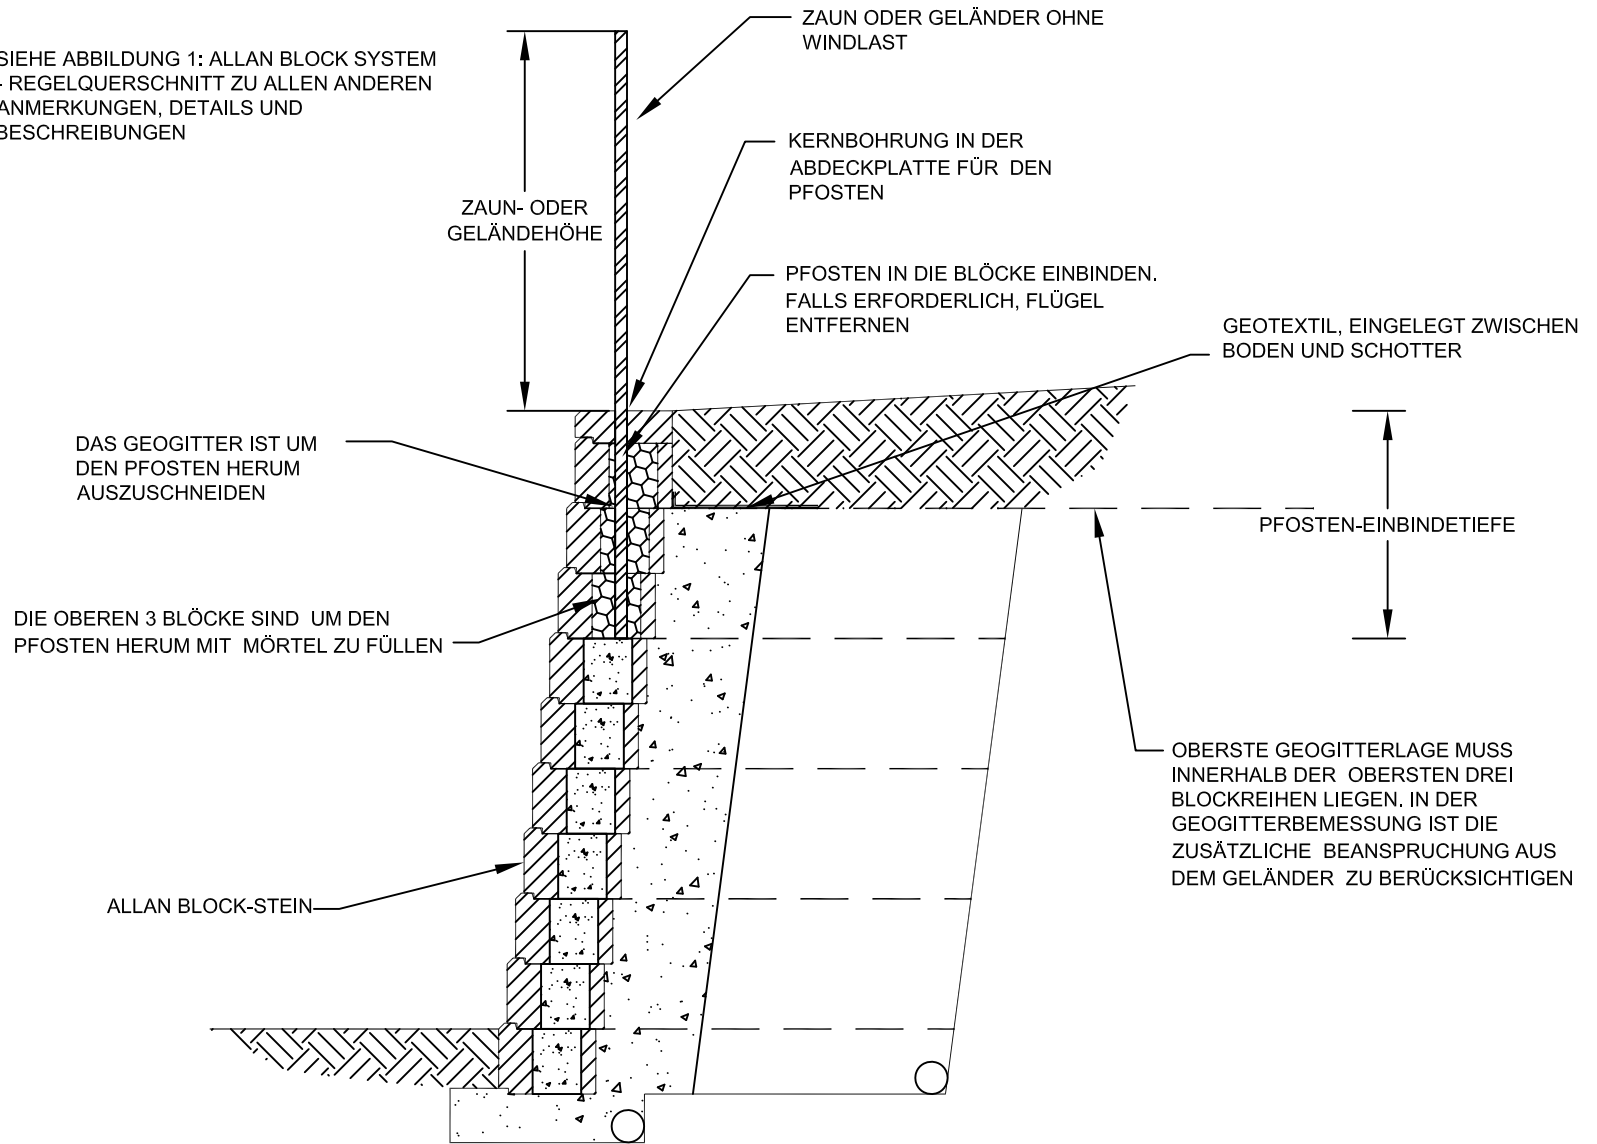 SIEHE ABBILDUNG 1: ALLAN BLOCK SYSTEM
- REGELQUERSCHNITT ZU ALLEN ANDEREN
ANMERKUNGEN, DETAILS UND
BESCHREIBUNGEN
ZAUN ODER GELÄNDER OHNE
WINDLAST
KERNBOHRUNG IN DER
ABDECKPLATTE FÜR DEN
PFOSTEN
ZAUN- ODER
GELÄNDEHÖHE
PFOSTEN IN DIE BLÖCKE EINBINDEN.
FALLS ERFORDERLICH, FLÜGEL
ENTFERNEN
GEOTEXTIL, EINGELEGT ZWISCHEN
BODEN UND SCHOTTER
DAS GEOGITTER IST UM
DEN PFOSTEN HERUM
AUSZUSCHNEIDEN
PFOSTEN-EINBINDETIEFE
DIE OBEREN 3 BLÖCKE SIND UM DEN
PFOSTEN HERUM MIT MÖRTEL ZU FÜLLEN
OBERSTE GEOGITTERLAGE MUSS
INNERHALB DER OBERSTEN DREI
BLOCKREIHEN LIEGEN. IN DER
GEOGITTERBEMESSUNG IST DIE
ZUSÄTZLICHE BEANSPRUCHUNG AUS
DEM GELÄNDER ZU BERÜCKSICHTIGEN
ALLAN BLOCK-STEIN